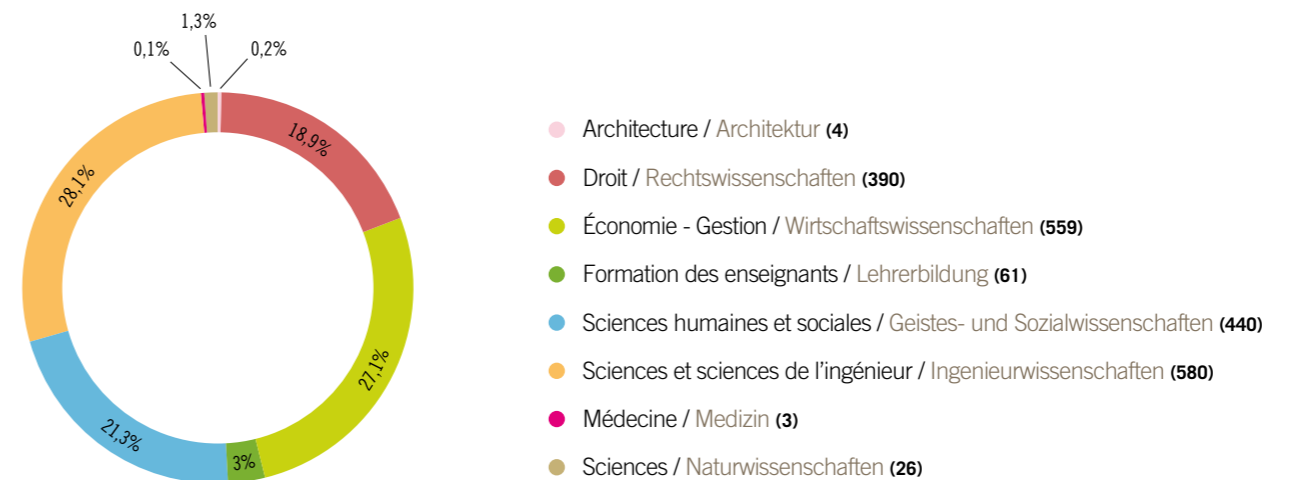 1,3%
0,1%
0,2%
18,9%
28,1%
27,1%
21,3%
3%
Architecture / Architektur (4)
Droit / Rechtswissenschaften (390)
Économie - Gestion / Wirtschaftswissenschaften (559)
Formation des enseignants / Lehrerbildung (61)
Sciences humaines et sociales / Geistes- und Sozialwissenschaften (440)
Sciences et sciences de l’ingénieur / Ingenieurwissenschaften (580)
Médecine / Medizin (3)
Sciences / Naturwissenschaften (26)